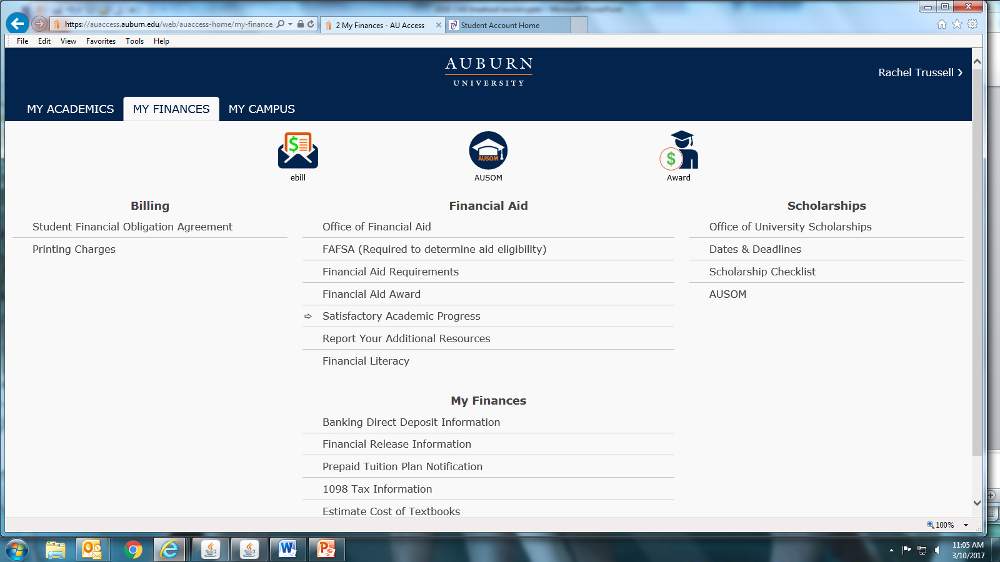 https://auaccess.auburn.edu/web/auaccess-home/my-finance
2 My Finances - AU Access
Student Account Home
File Edit View Favorites Tools Help
AUBURN
UNIVERSITY
Rachel Trussell
MY ACADEMICS MY FINANCES MY CAMPUS
$
AUSOM
$
ebill AUSOM Award
Billing
Student Financial Obligation Agreement
Printing Charges
Financial Aid
Office of Financial Aid
FAFSA (Required to determine aid eligibility)
Financial Aid Requirements
Financial Aid Award
Satisfactory Academic Progress
Report Your Additional Resources
Financial Literacy
My Finances
Banking Direct Deposit Information
Financial Release Information
Prepaid Tuition Plan Notification
1098 Tax Information
Estimate Cost of Textbooks
Scholarships
Office of University Scholarships
Dates & Deadlines
Scholarship Checklist
AUSOM
100%
11:05 AM
3/10/2017